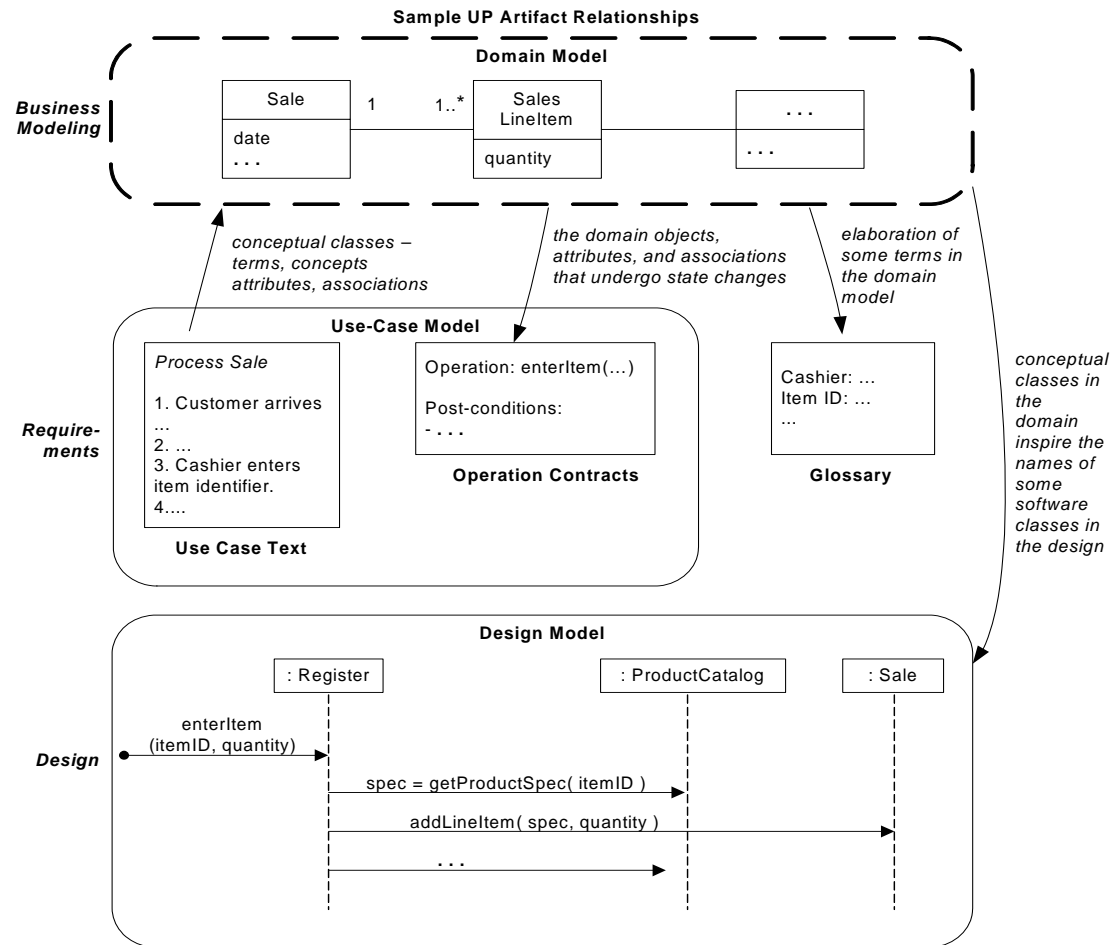 Sample UP Artifact Relationships
Domain Model
Business
Modeling
Sale
date
. . .
1
1..*
Sales
LineItem
quantity
. . .
. . .
conceptual classes –
terms, concepts
attributes, associations
the domain objects,
attributes, and associations
that undergo state changes
elaboration of
some terms in
the domain
model
conceptual
classes in
the
domain
inspire the
names of
some
software
classes in
the design
Require-
ments
Use-Case Model
Process Sale
1. Customer arrives
...
2. ...
3. Cashier enters
item identifier.
4....
Use Case Text
Operation: enterItem(…)
Post-conditions:
- . . .
Operation Contracts
Cashier: ...
Item ID: ...
...
Glossary
Design
Design Model
: Register
: ProductCatalog
: Sale
enterItem
(itemID, quantity)
spec = getProductSpec( itemID )
addLineItem( spec, quantity )
. . .